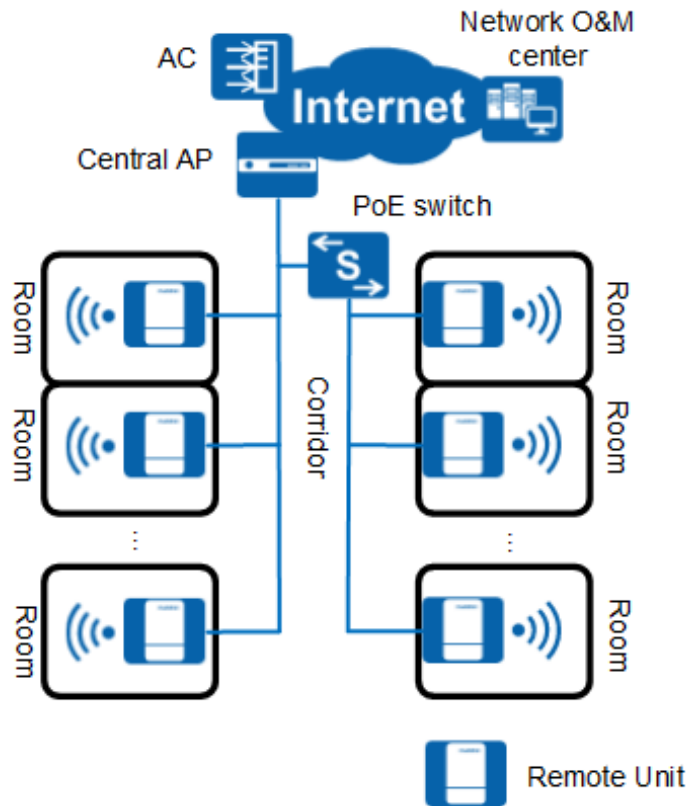 AC
Network O&M
center
Internet
Central AP
PoE switch
S
Room
Room
Room
Room
Corridor
Room
Room
Remote Unit